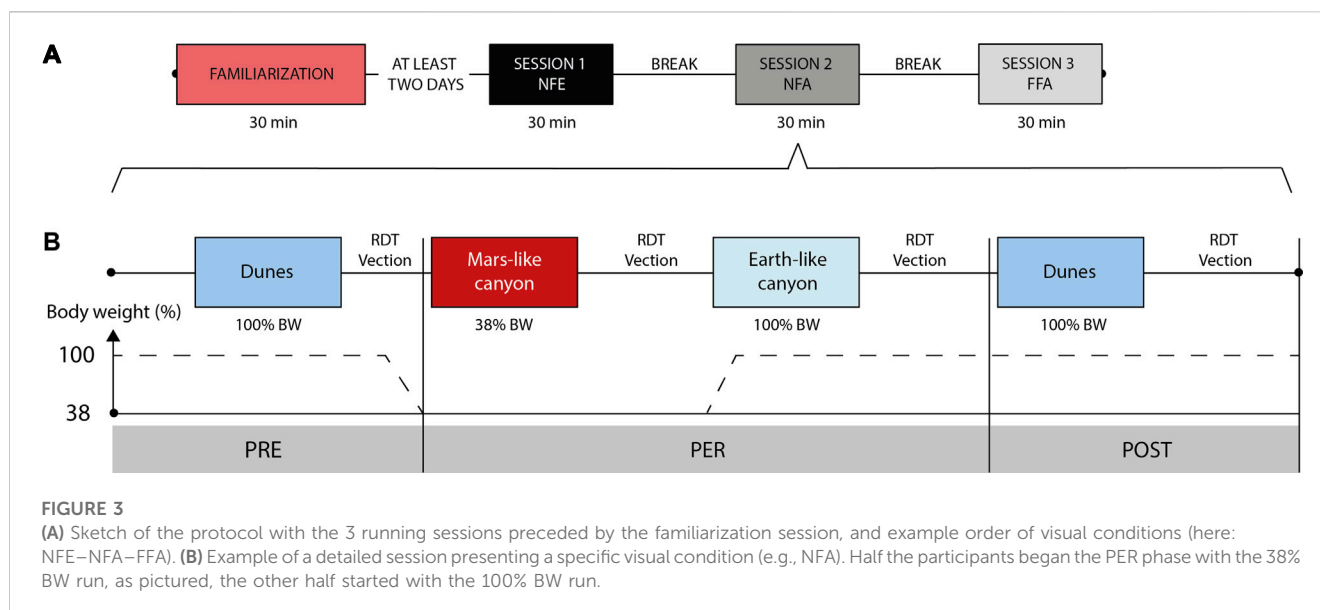 A
FAMILIARIZATION
30 min
AT LEAST
TWO DAYS
SESSION 1
NFE
30 min
BREAK
SESSION 2
NFA
30 min
BREAK
SESSION 3
FFA
30 min
B
Dunes
100% BW
RDT
Vection
Mars-like
canyon
38% BW
RDT
Vection
Earth-like
canyon
100% BW
RDT
Vection
Dunes
100% BW
RDT
Vection
Body weight (%)
100
38
PRE
PER
POST
FIGURE 3
(A) Sketch of the protocol with the 3 running sessions preceded by the familiarization session, and example order of visual conditions (here:
NFE–NFA–FFA). (B) Example of a detailed session presenting a specific visual condition (e.g., NFA). Half the participants began the PER phase with the 38%
BW run, as pictured, the other half started with the 100% BW run.